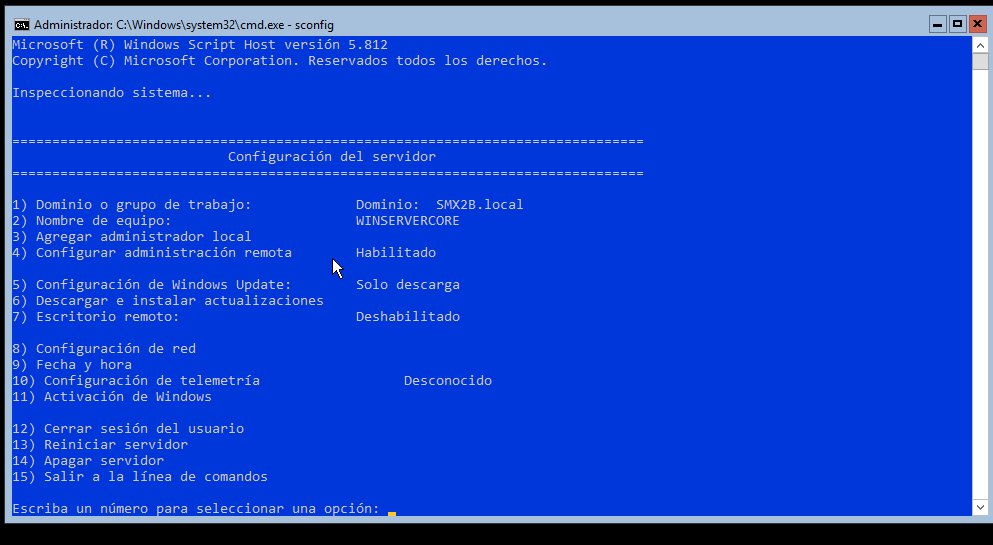 Administrador: C:\Windows\system32\cmd.exe - sconfig
Microsoft (R) Windows Script Host versión 5.812
Copyright (C) Microsoft Corporation. Reservados todos los derechos.
Inspeccionando sistema...
===============================================================================
Configuración del servidor
===============================================================================
1) Dominio o grupo de trabajo: Dominio: SMX2B.local
2) Nombre de equipo: WINSERVERCORE
3) Agregar administrador local
4) Configurar administración remota Habilitado
5) Configuración de Windows Update: Solo descarga
6) Descargar e instalar actualizaciones
7) Escritorio remoto: Deshabilitado
8) Configuración de red
9) Fecha y hora
10) Configuración de telemetría Desconocido
11) Activación de Windows
12) Cerrar sesión del usuario
13) Reiniciar servidor
14) Apagar servidor
15) Salir a la línea de comandos
Escriba un número para seleccionar una opción: